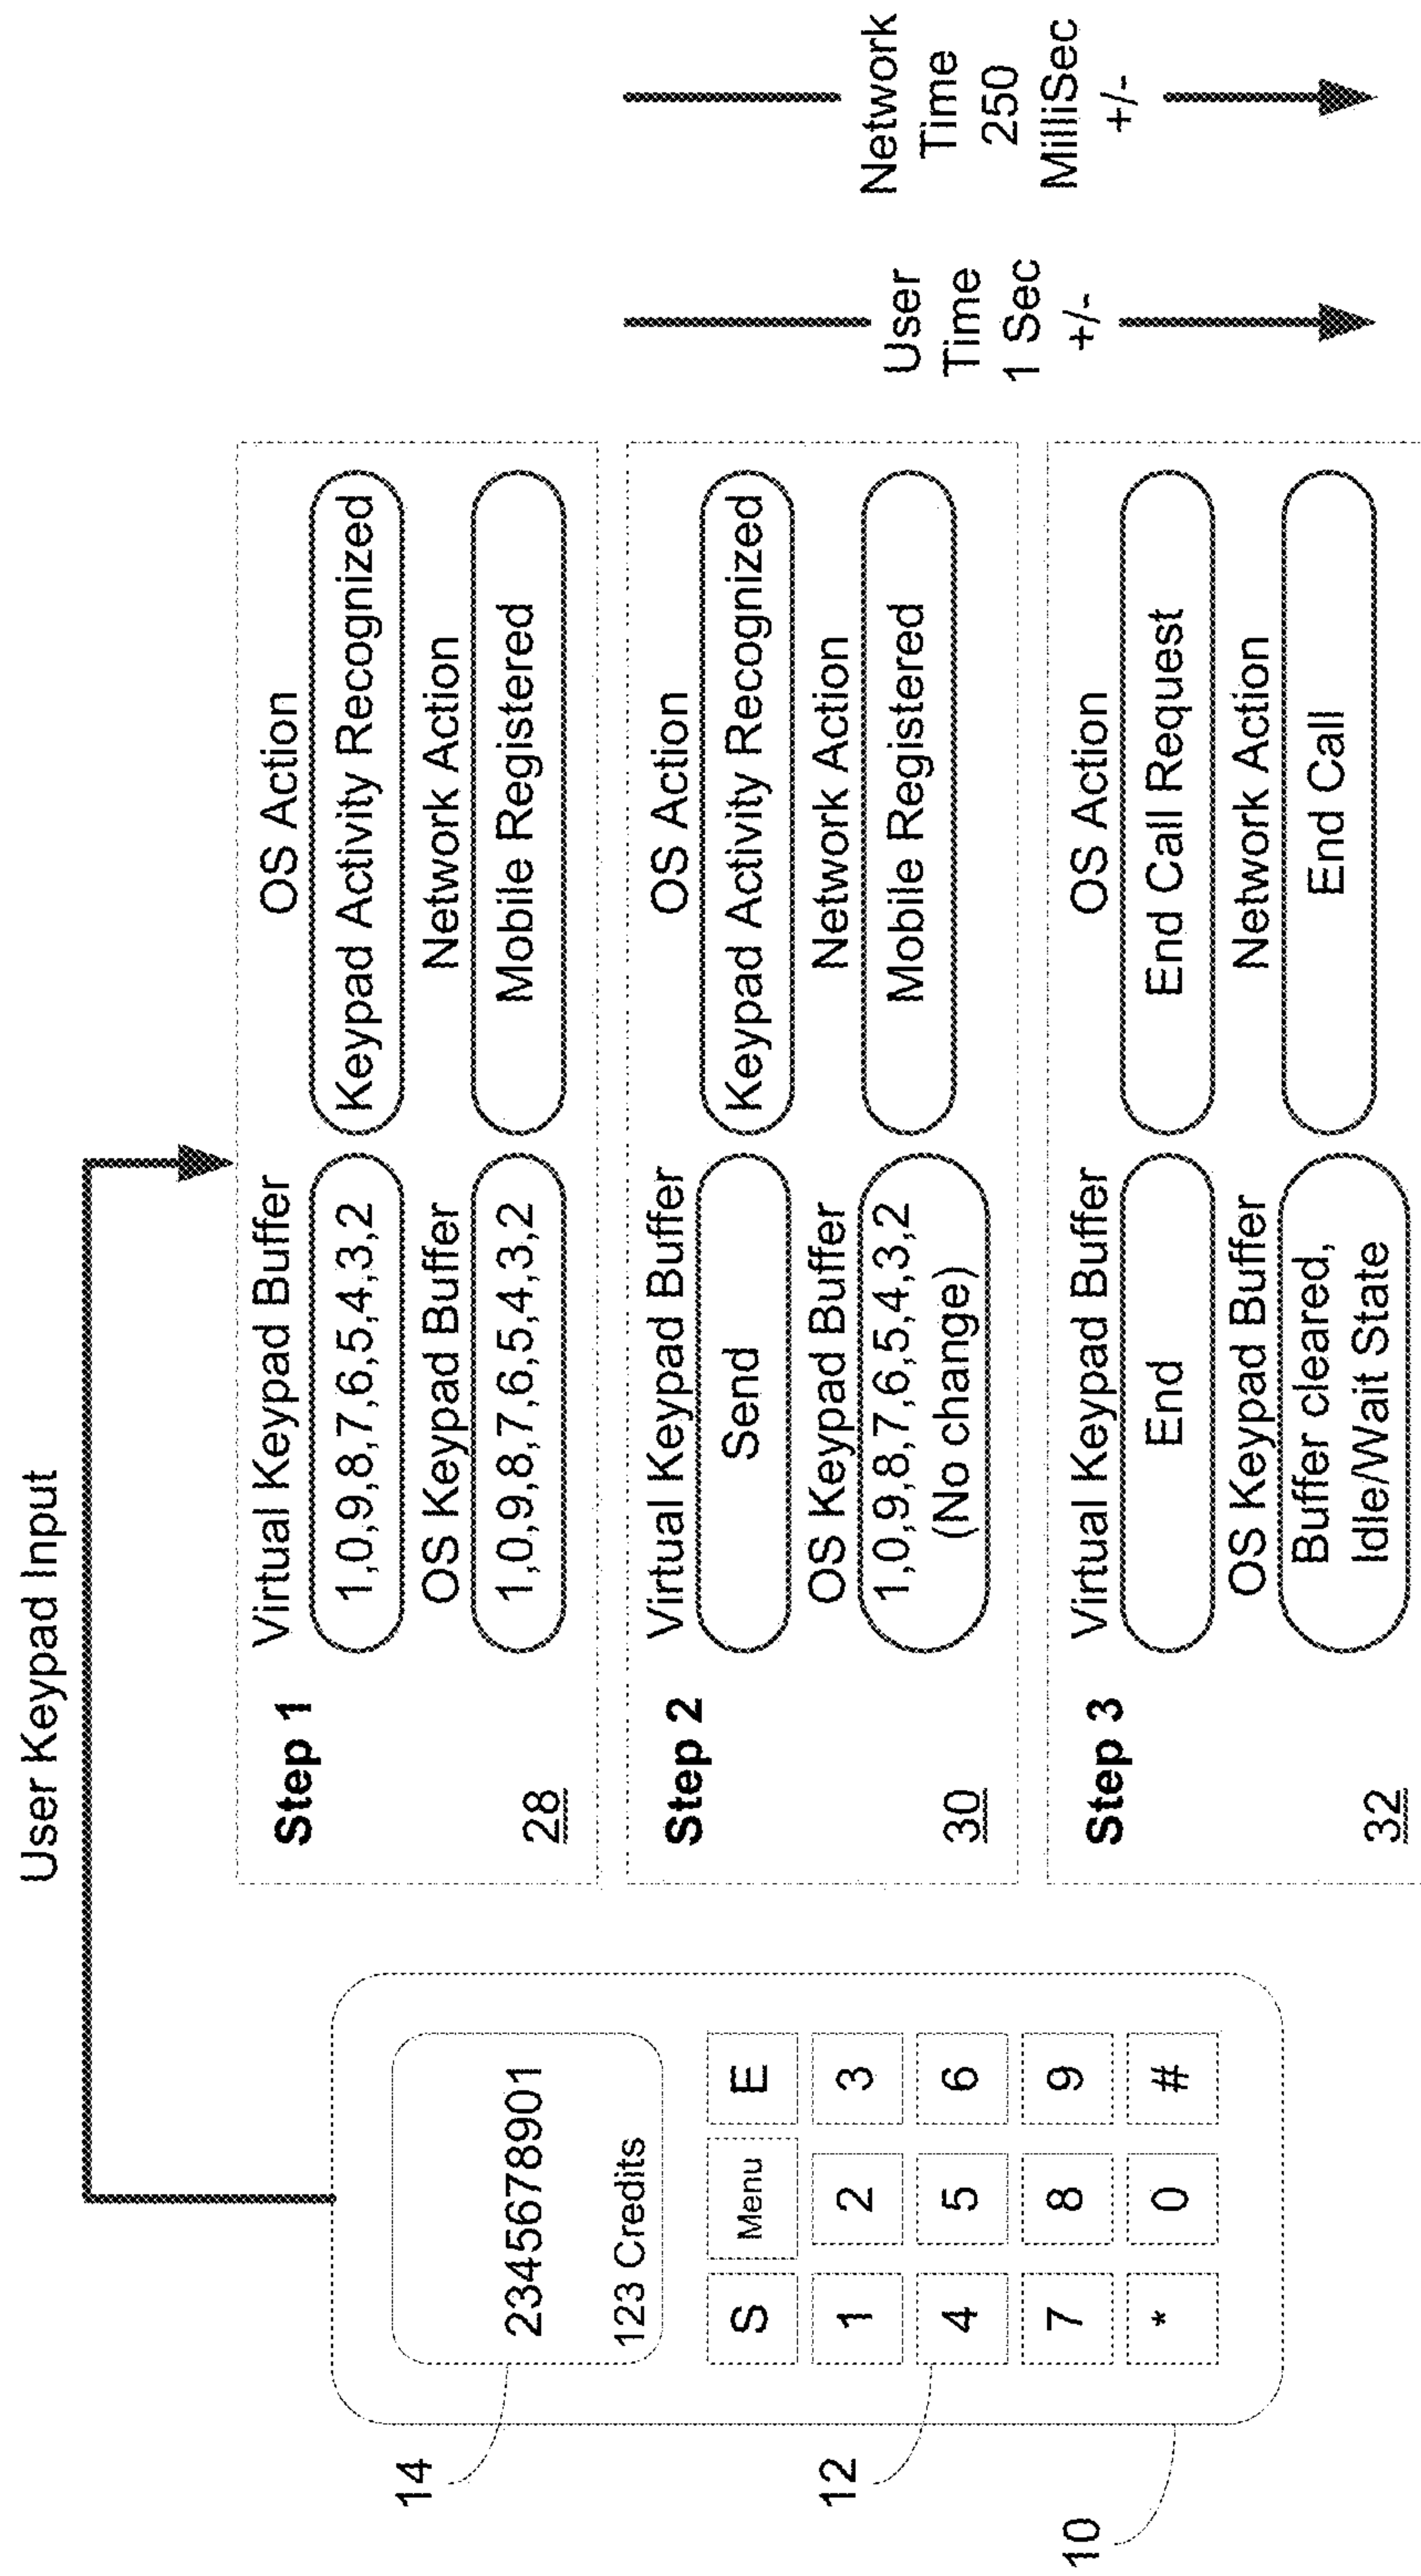 User Keypad Input
14
12
10
2345678901
123 Credits
S Menu E
1 2 3
4 5 6
7 8 9
* 0 #
Step 1
28
Virtual Keypad Buffer
1,0,9,8,7,6,5,4,3,2
OS Keypad Buffer
1,0,9,8,7,6,5,4,3,2
OS Action
Keypad Activity Recognized
Network Action
Mobile Registered
Step 2
30
Virtual Keypad Buffer
Send
OS Keypad Buffer
1,0,9,8,7,6,5,4,3,2
(No change)
OS Action
Keypad Activity Recognized
Network Action
Mobile Registered
Step 3
32
Virtual Keypad Buffer
End
OS Keypad Buffer
Buffer cleared,
Idle/Wait State
OS Action
End Call Request
Network Action
End Call
User
Time
1 Sec
+/-
Network
Time
250
MilliSec
+/-